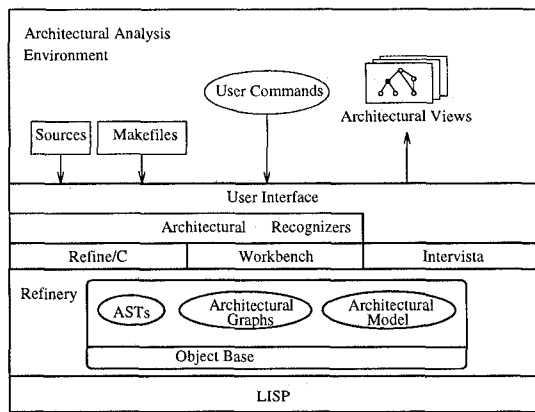 Architectural Analysis
Environment
User Commands
Architectural Views
Sources
Makefiles
User Interface
Architectural Recognizers
Refine/C
Workbench
Intervista
Refinery
ASTs
Architectural
Graphs
Architectural
Model
Object Base
LISP